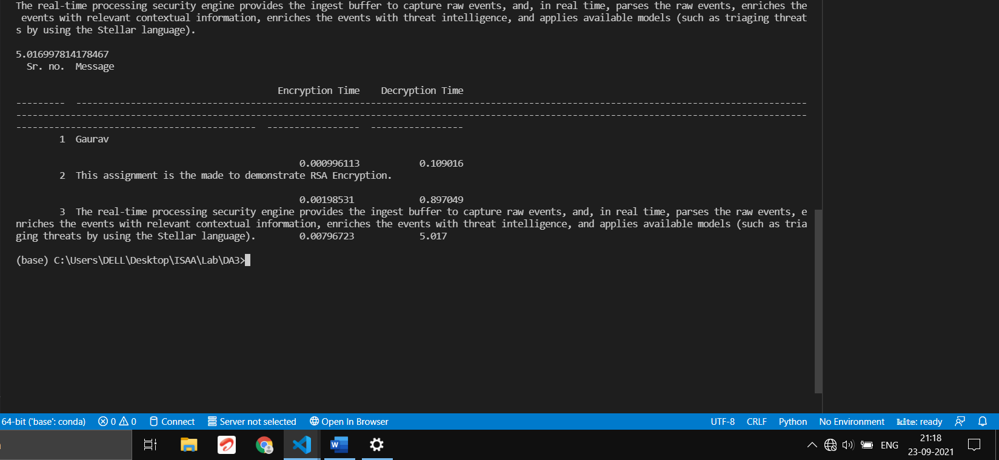 The real-time processing security engine provides the ingest buffer to capture raw events, and, in real time, parses the raw events, enriches the
events with relevant contextual information, enriches the events with threat intelligence, and applies available models (such as triaging threat
s by using the Stellar language).
5.016997814178467
Sr. no.  Message
Encryption Time    Decryption Time
---------  --------------------------------------------------------------------------------------------------------------------------------------
-------------------------------------------------------------------------------------------------------------------------------------------------
--------------------------------------------  -----------------  -----------------
1  Gaurav
0.000996113           0.109016
2  This assignment is the made to demonstrate RSA Encryption.
0.00198531            0.897049
3  The real-time processing security engine provides the ingest buffer to capture raw events, and, in real time, parses the raw events, e
nriches the events with relevant contextual information, enriches the events with threat intelligence, and applies available models (such as tria
ging threats by using the Stellar language).        0.00796723            5.017
(base) C:\Users\DELL\Desktop\ISAA\Lab\DA3>
64-bit ('base': conda) 0 0 Connect Server not selected Open In Browser UTF-8 CRLF Python No Environment kite: ready
ENG 21:18
23-09-2021